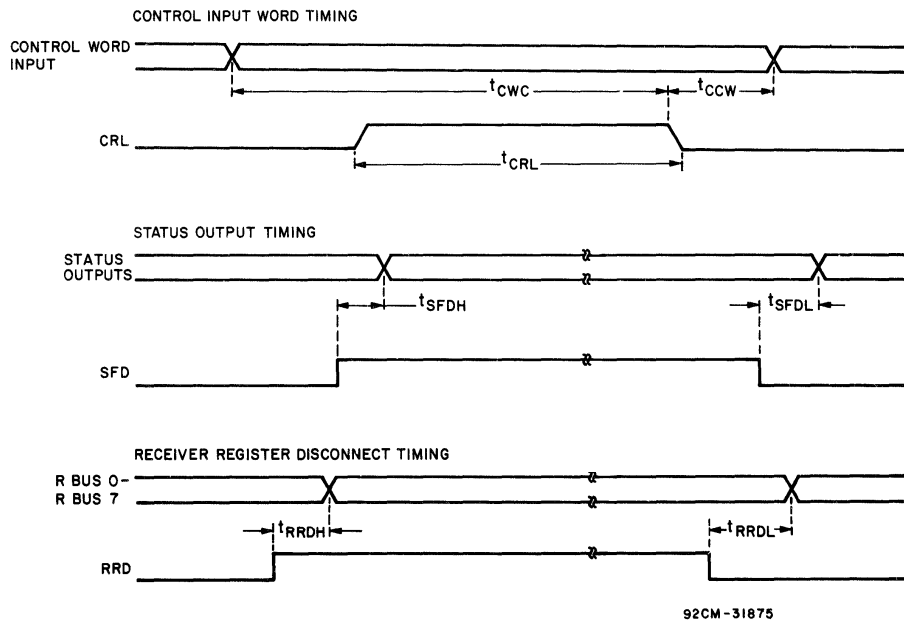 CONTROL INPUT WORD TIMING
CONTROL WORD
INPUT
tCWC
tCCW
CRL
tCRL
STATUS OUTPUT TIMING
STATUS
OUTPUTS
tSFDH
tSFDL
SFD
RECEIVER REGISTER DISCONNECT TIMING
R BUS 0-
R BUS 7
tRRDH
tRRDL
RRD
92CM-31875